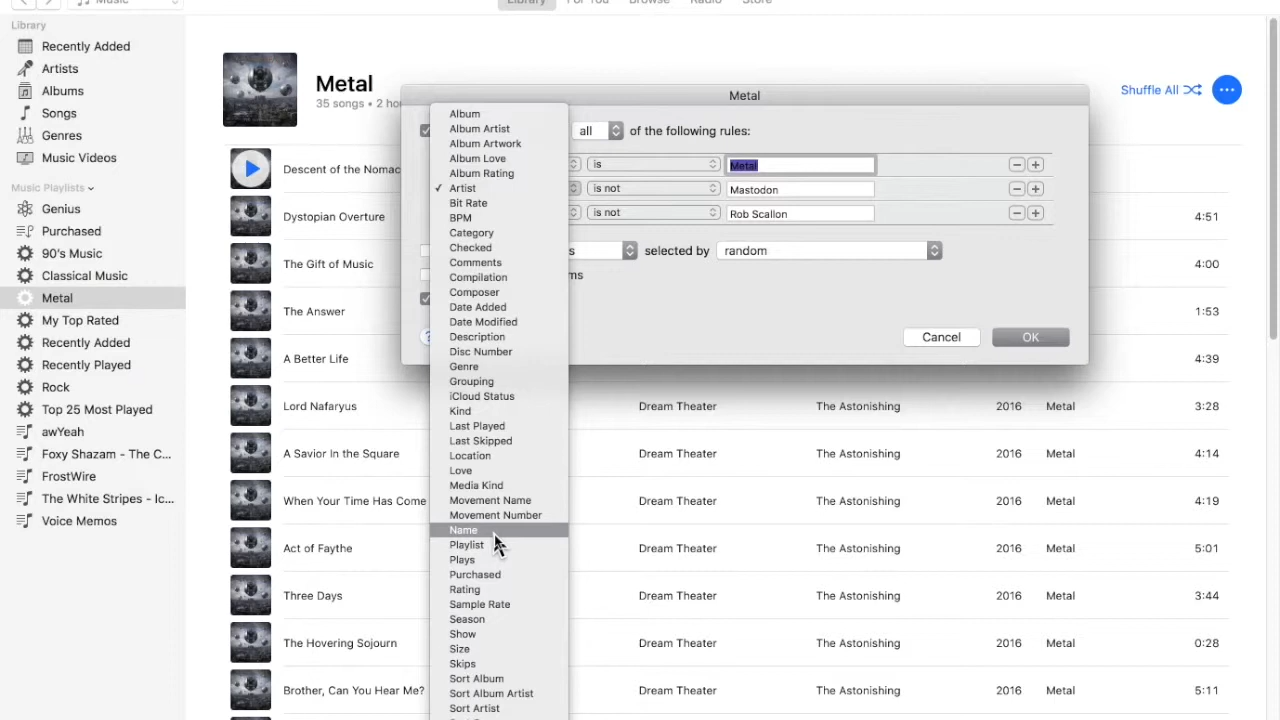 Music
Library For You Browse Radio Store
Library
Recently Added
Artists
Albums
Songs
Genres
Music Videos
Music Playlists
Genius
Purchased
90's Music
Classical Music
Metal
My Top Rated
Recently Added
Recently Played
Rock
Top 25 Most Played
awYeah
Foxy Shazam - The C...
FrostWire
The White Stripes - Ic...
Voice Memos
Metal
35 songs • 2 ho
Shuffle All
Descent of the Nomac
Dystopian Overture 4:51
The Gift of Music 4:00
The Answer 1:53
A Better Life 4:39
Lord Nafaryus Dream Theater The Astonishing 2016 Metal 3:28
A Savior In the Square Dream Theater The Astonishing 2016 Metal 4:14
When Your Time Has Come Dream Theater The Astonishing 2016 Metal 4:19
Act of Faythe Dream Theater The Astonishing 2016 Metal 5:01
Three Days Dream Theater The Astonishing 2016 Metal 3:44
The Hovering Sojourn Dream Theater The Astonishing 2016 Metal 0:28
Brother, Can You Hear Me? Dream Theater The Astonishing 2016 Metal 5:11
Metal
all of the following rules:
is Metal
is not Mastodon
is not Rob Scallon
s selected by random
ms
?
Cancel OK
Album
Album Artist
Album Artwork
Album Love
Album Rating
✓ Artist
Bit Rate
BPM
Category
Checked
Comments
Compilation
Composer
Date Added
Date Modified
Description
Disc Number
Genre
Grouping
iCloud Status
Kind
Last Played
Last Skipped
Location
Love
Media Kind
Movement Name
Movement Number
Name
Playlist
Plays
Purchased
Rating
Sample Rate
Season
Show
Size
Skips
Sort Album
Sort Album Artist
Sort Artist